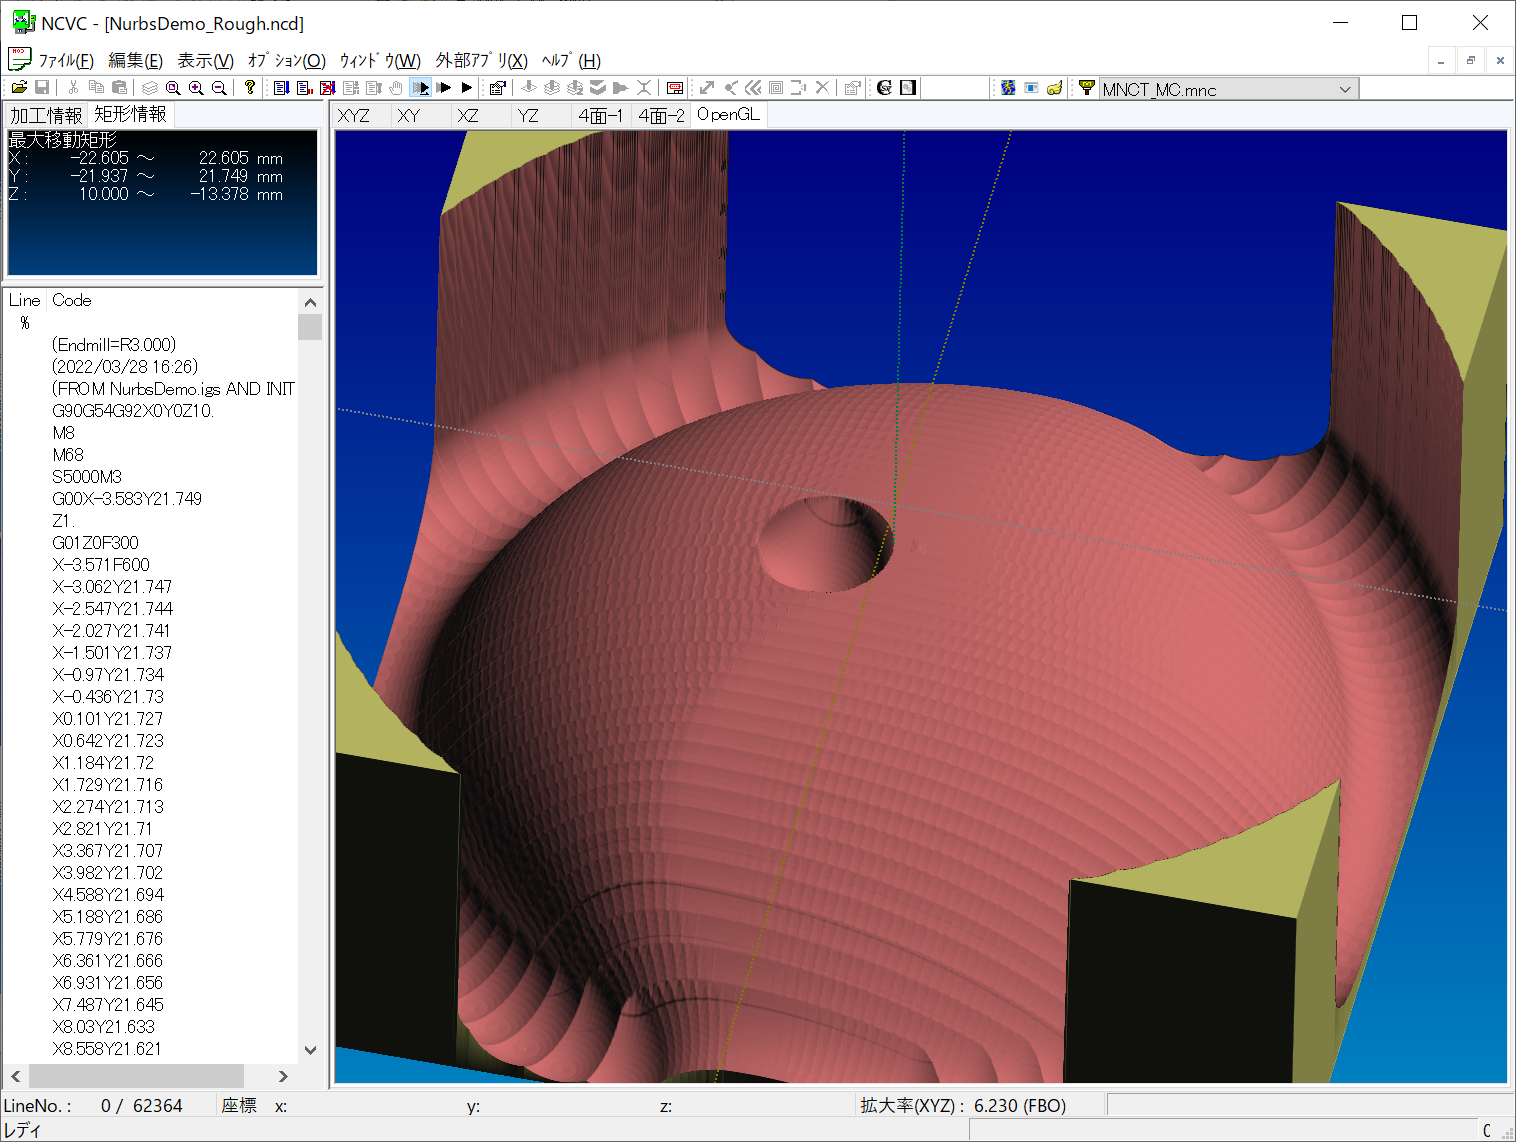 NCVC - [NurbsDemo_Rough.ncd]
ﾌｧｲﾙ(F) 編集(E) 表示(V) ｵﾌﾟｼｮﾝ(O) ｳｨﾝﾄﾞｳ(W) 外部ｱﾌﾟﾘ(X) ﾍﾙﾌﾟ(H)
MNCT_MC.mnc
加工情報 矩形情報
XYZ XY XZ YZ 4面-1 4面-2 OpenGL
最大移動矩形
X : -22.605 ～ 22.605 mm
Y : -21.937 ～ 21.749 mm
Z : 10.000 ～ -13.378 mm
Line Code
%
(Endmill=R3.000)
(2022/03/28 16:26)
(FROM NurbsDemo.igs AND INIT
G90G54G92X0Y0Z10.
M8
M68
S5000M3
G00X-3.583Y21.749
Z1.
G01Z0F300
X-3.571F600
X-3.062Y21.747
X-2.547Y21.744
X-2.027Y21.741
X-1.501Y21.737
X-0.97Y21.734
X-0.436Y21.73
X0.101Y21.727
X0.642Y21.723
X1.184Y21.72
X1.729Y21.716
X2.274Y21.713
X2.821Y21.71
X3.367Y21.707
X3.982Y21.702
X4.588Y21.694
X5.188Y21.686
X5.779Y21.676
X6.361Y21.666
X6.931Y21.656
X7.487Y21.645
X8.03Y21.633
X8.558Y21.621
LineNo. : 0 / 62364 座標 x: y: z: 拡大率(XYZ) : 6.230 (FBO)
ﾚﾃﾞｨ